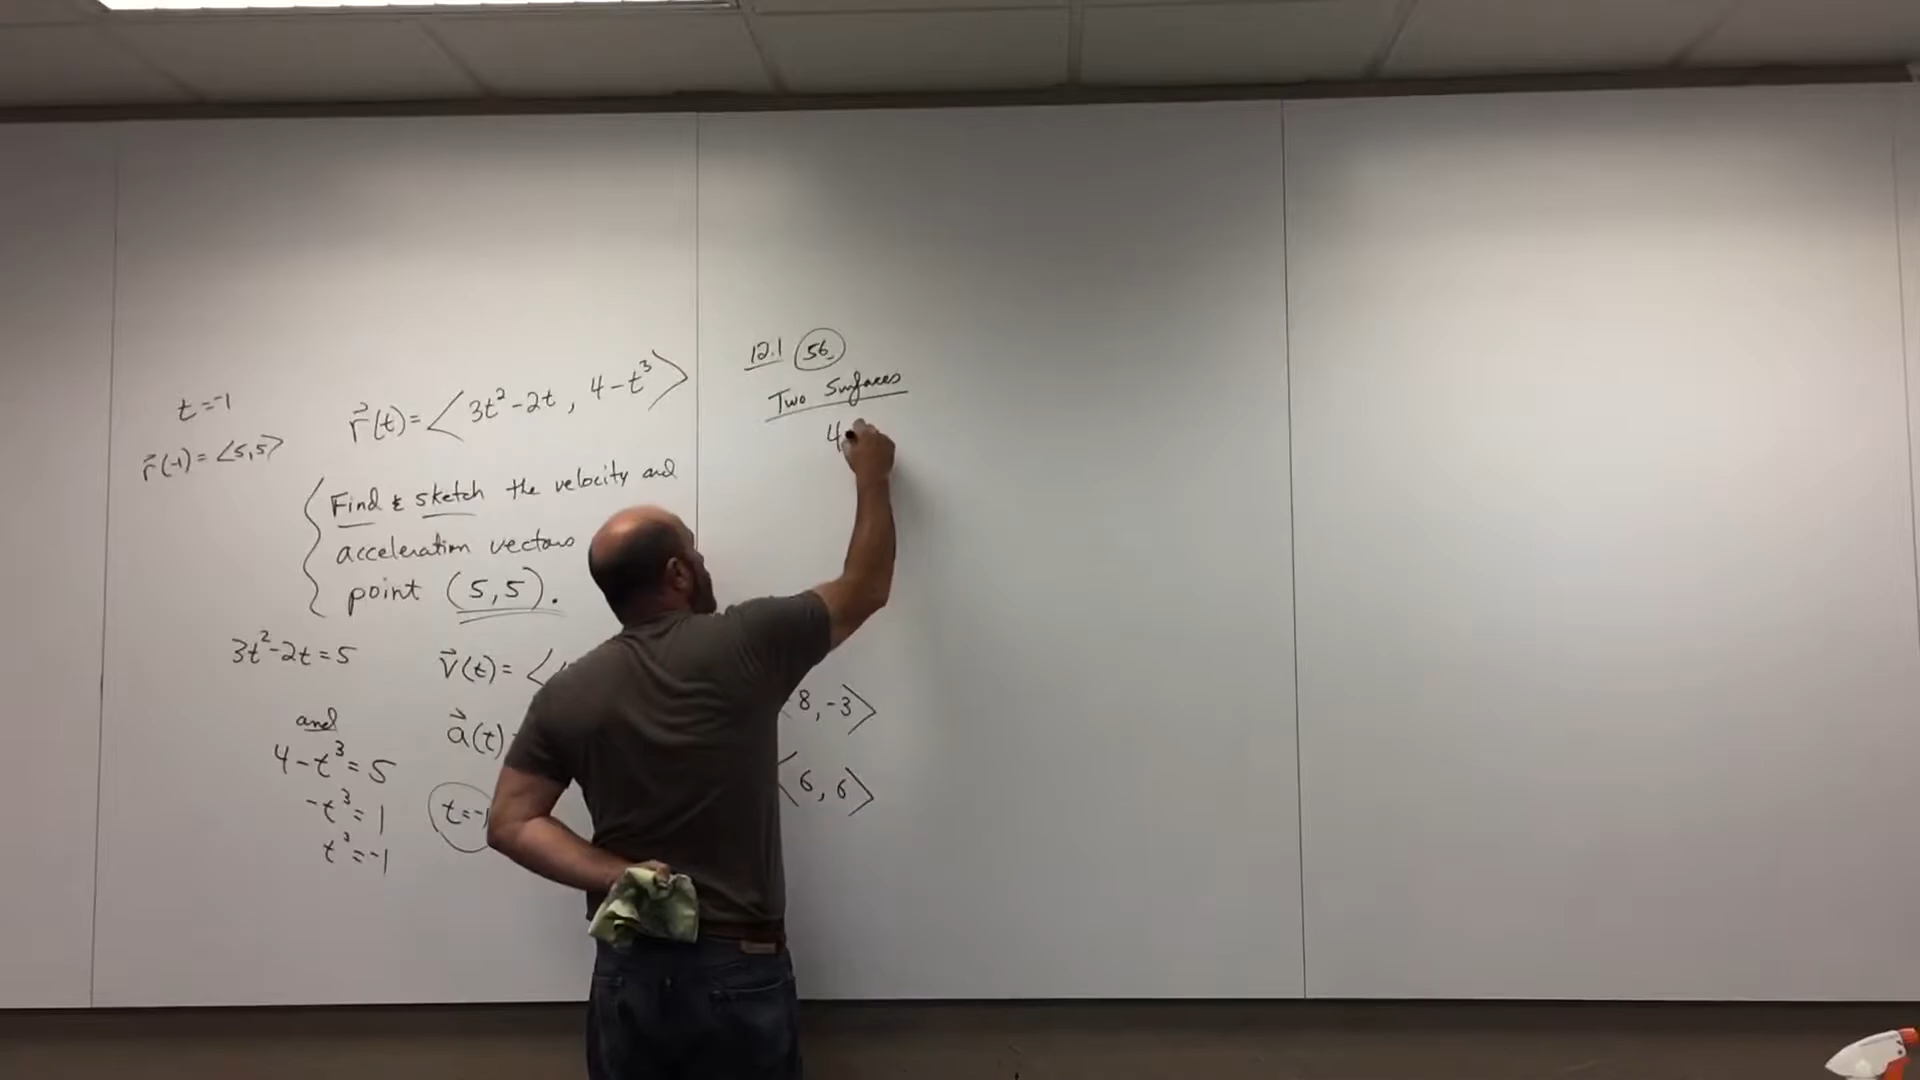 t=-1
r⃗(-1) = <5,5>
r⃗(t) = <3t²-2t, 4-t³>
Find & sketch the velocity and
acceleration vectors
point (5,5).
3t²-2t=5
and
4-t³=5
-t³=1
t³=-1
v⃗(t)= <
a⃗(t)
t=-1
8,-3>
<6,6>
12.1 56.
Two Surfaces
4